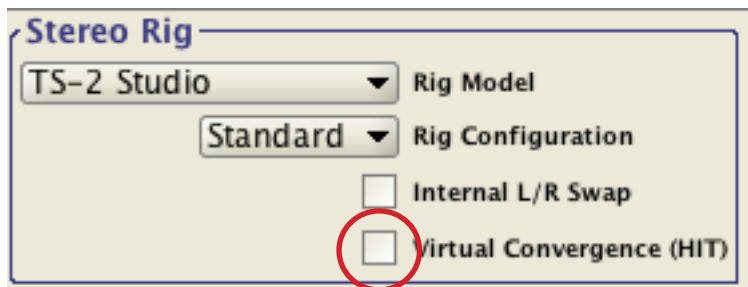 Stereo Rig
TS-2 Studio Rig Model
Standard Rig Configuration
Internal L/R Swap
Virtual Convergence (HIT)